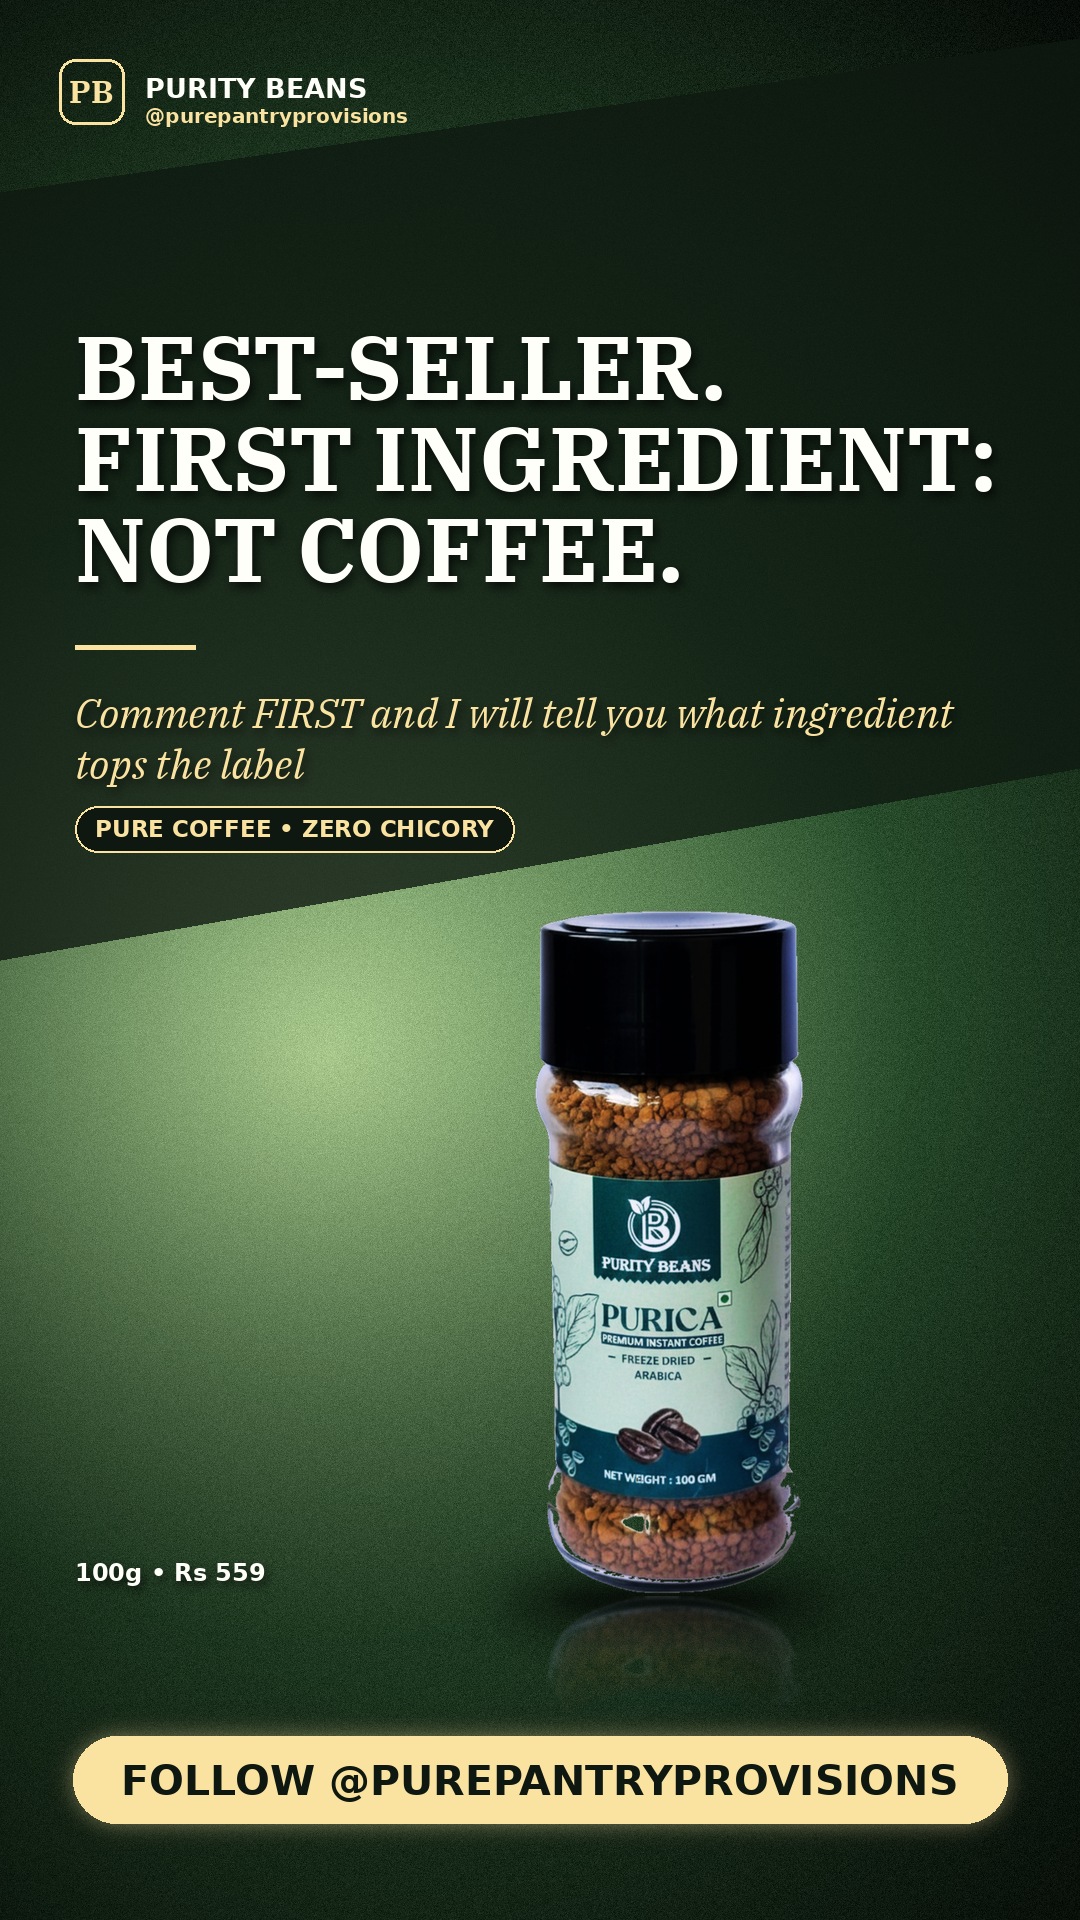 PB
PURITY BEANS
@purepantryprovisions
BEST-SELLER.
FIRST INGREDIENT:
NOT COFFEE.
Comment FIRST and I will tell you what ingredient
tops the label
PURE COFFEE • ZERO CHICORY
PURITY BEANS
PURICA
PREMIUM INSTANT COFFEE
– FREEZE DRIED –
ARABICA
NET WEIGHT : 100 GM
100g • Rs 559
FOLLOW @PUREPANTRYPROVISIONS